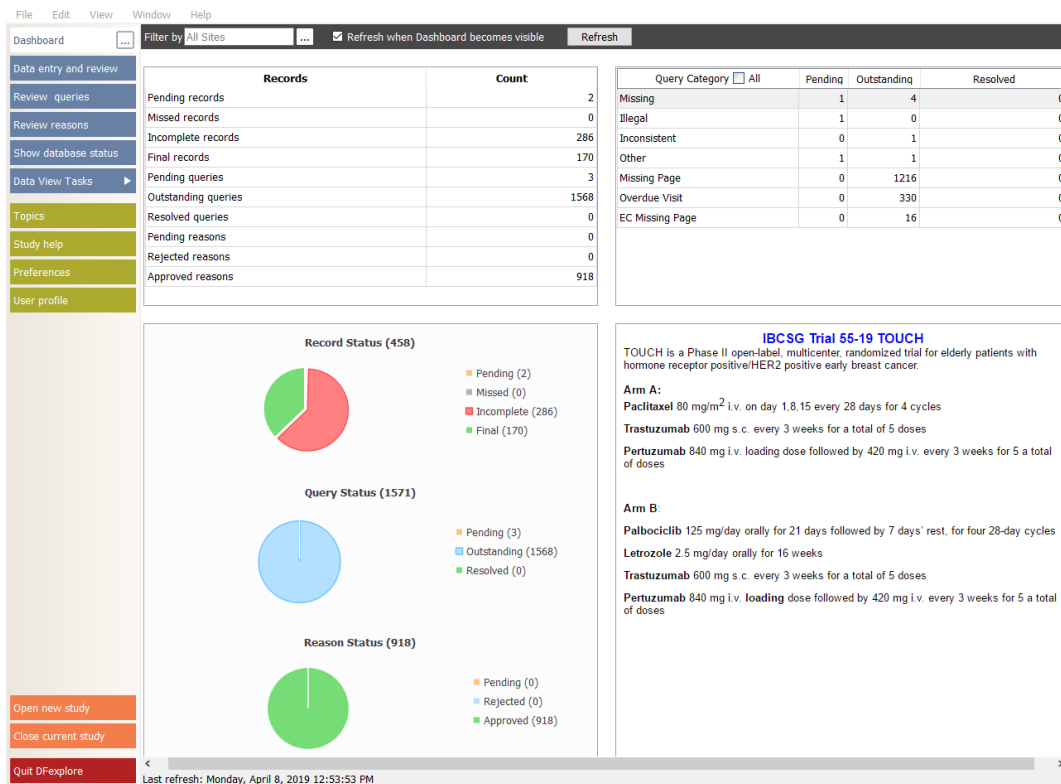 File Edit View Window Help
Dashboard ...
Filter by All Sites ... Refresh when Dashboard becomes visible Refresh
Data entry and review
Review queries
Review reasons
Show database status
Data View Tasks
Topics
Study help
Preferences
User profile
Open new study
Close current study
Quit DFexplore
Records Count
Pending records 2
Missed records 0
Incomplete records 286
Final records 170
Pending queries 3
Outstanding queries 1568
Resolved queries 0
Pending reasons 0
Rejected reasons 0
Approved reasons 918
Query Category All Pending Outstanding Resolved
Missing 1 4 0
Illegal 1 0 0
Inconsistent 0 1 0
Other 1 1 0
Missing Page 0 1216 0
Overdue Visit 0 330 0
EC Missing Page 0 16 0
Record Status (458)
Pending (2)
Missed (0)
Incomplete (286)
Final (170)
Query Status (1571)
Pending (3)
Outstanding (1568)
Resolved (0)
Reason Status (918)
Pending (0)
Rejected (0)
Approved (918)
IBCSG Trial 55-19 TOUCH
TOUCH is a Phase II open-label, multicenter, randomized trial for elderly patients with
hormone receptor positive/HER2 positive early breast cancer.
Arm A:
Paclitaxel 80 mg/m2 i.v. on day 1,8,15 every 28 days for 4 cycles
Trastuzumab 600 mg s.c. every 3 weeks for a total of 5 doses
Pertuzumab 840 mg i.v. loading dose followed by 420 mg i.v. every 3 weeks for 5 a total
of doses
Arm B:
Palbociclib 125 mg/day orally for 21 days followed by 7 days' rest, for four 28-day cycles
Letrozole 2.5 mg/day orally for 16 weeks
Trastuzumab 600 mg s.c. every 3 weeks for a total of 5 doses
Pertuzumab 840 mg i.v. loading dose followed by 420 mg i.v. every 3 weeks for 5 a total
of doses
Last refresh: Monday, April 8, 2019 12:53:53 PM